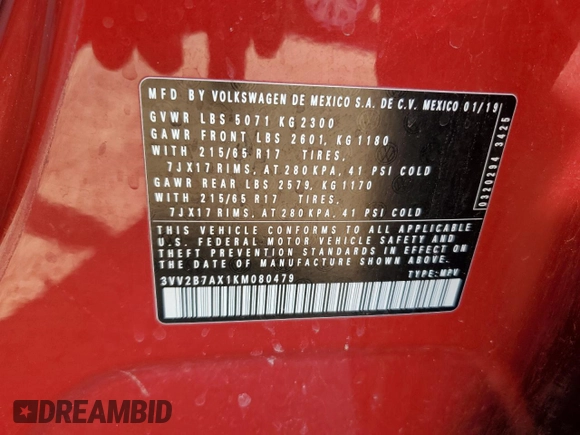 MFD BY VOLKSWAGEN DE MEXICO S.A. DE C.V. MEXICO 01/19
GVWR LBS 5071 KG 2300
GAWR FRONT LBS 2601, KG 1180
WITH 215/65 R17 TIRES,
7JX17 RIMS, AT 280 KPA, 41 PSI COLD
GAWR REAR LBS 2579, KG 1170
WITH 215/65 R17 TIRES,
7JX17 RIMS, AT 280 KPA, 41 PSI COLD
THIS VEHICLE CONFORMS TO ALL APPLICABLE
U.S. FEDERAL MOTOR VEHICLE SAFETY AND
THEFT PREVENTION STANDARDS IN EFFECT ON
THE DATE OF MANUFACTURE SHOWN ABOVE.
3VV2B7AX1KM080479 TYPE: MPV
0320294 3425
DREAMBID